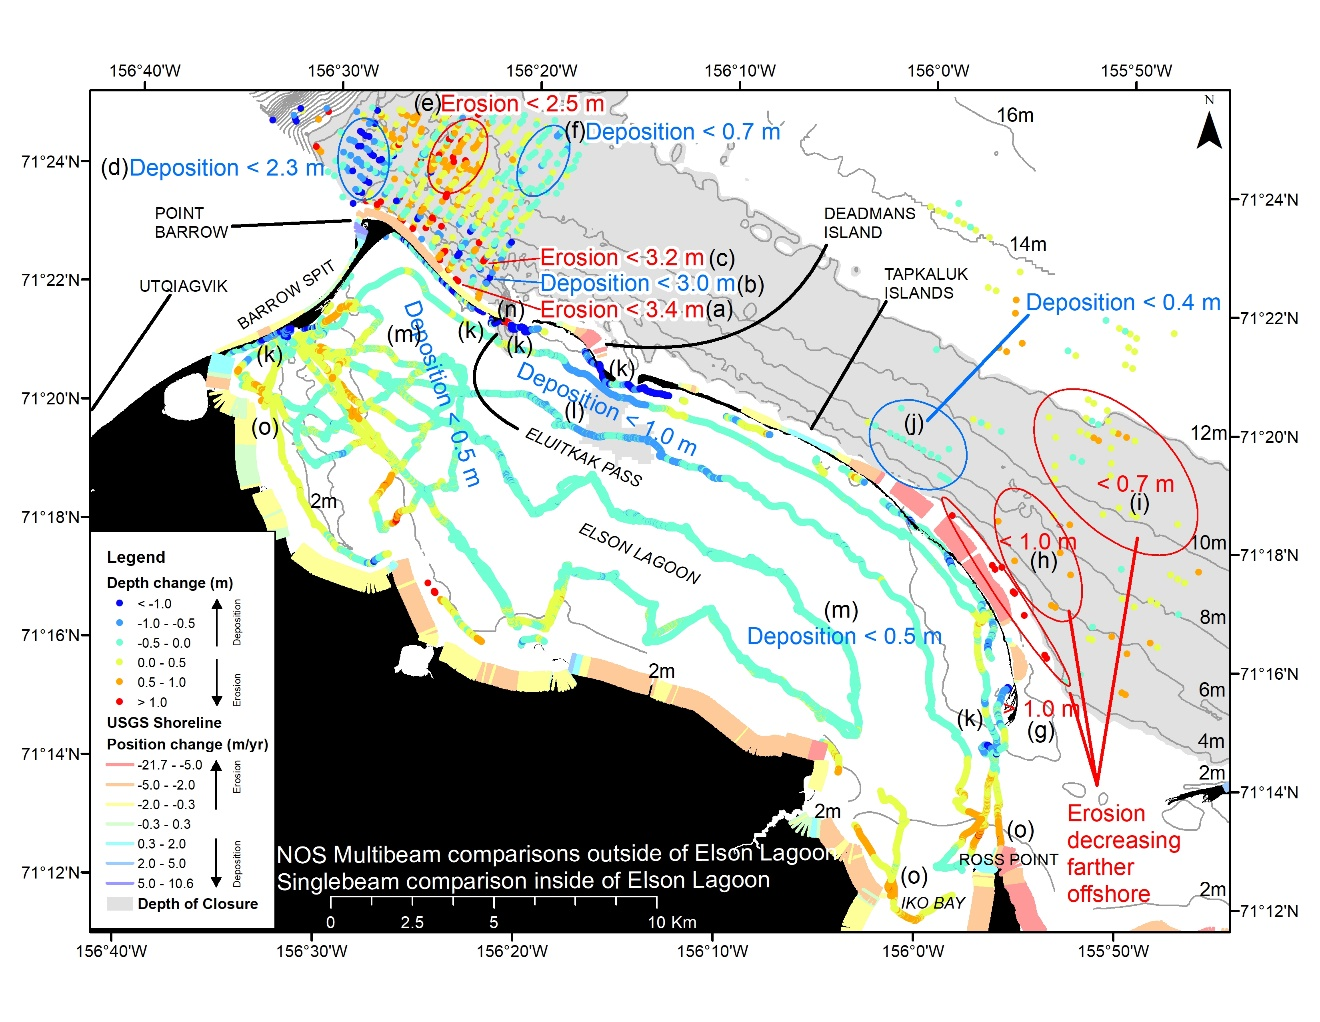 156°40'W 156°30'W 156°20'W 156°10'W 156°0'W 155°50'W
N
16m
(e)Erosion < 2.5 m
(f)Deposition < 0.7 m
71°24'N
(d)Deposition < 2.3 m
71°24'N
POINT
BARROW
DEADMANS
ISLAND
14m
Erosion < 3.2 m (c)
71°22'N
UTQIAGVIK
BARROW SPIT
Deposition < 3.0 m(b)
TAPKALUK
ISLANDS
Erosion < 3.4 m(a)
(n)
Deposition < 0.4 m
71°22'N
(k)
(k)
(k)
(m)
Deposition < 0.5 m
(k)
71°20'N
Deposition < 1.0 m
(l)
(j)
(o)
12m
71°20'N
ELUITKAK PASS
< 0.7 m
(i)
2m
71°18'N
ELSON LAGOON
< 1.0 m
(h)
10m
71°18'N
8m
(m)
Deposition < 0.5 m
71°16'N
2m
71°16'N
6m
(k)
> 1.0 m
(g)
4m
71°14'N
2m
71°14'N
2m
Erosion
decreasing
farther
offshore
(o)
ROSS POINT
(o)
IKO BAY
71°12'N
2m
71°12'N
Legend
Depth change (m)
< -1.0
-1.0 - -0.5
-0.5 - 0.0
0.0 - 0.5
0.5 - 1.0
> 1.0
Deposition
Erosion
USGS Shoreline
Position change (m/yr)
-21.7 - -5.0
-5.0 - -2.0
-2.0 - -0.3
-0.3 - 0.3
0.3 - 2.0
2.0 - 5.0
5.0 - 10.6
Erosion
Deposition
Depth of Closure
NOS Multibeam comparisons outside of Elson Lagoon
Singlebeam comparison inside of Elson Lagoon
0 2.5 5 10 Km
156°40'W 156°30'W 156°20'W 156°10'W 156°0'W 155°50'W